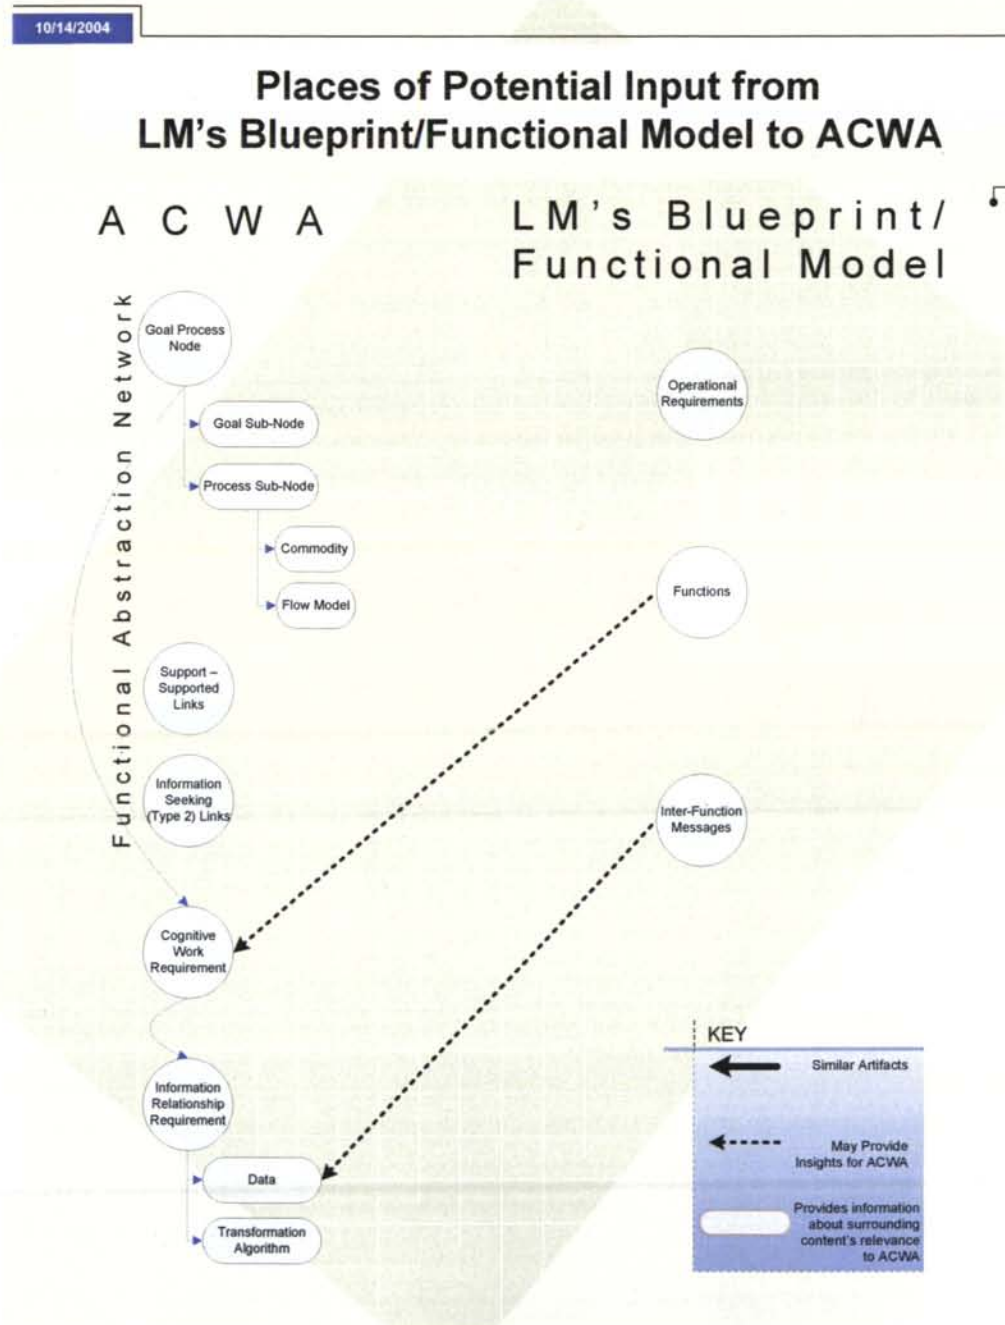 10/14/2004
Places of Potential Input from
LM's Blueprint/Functional Model to ACWA
A C W A
LM's Blueprint/
Functional Model
Functional Abstraction Network
Goal Process
Node
Goal Sub-Node
Process Sub-Node
Commodity
Flow Model
Support –
Supported
Links
Information
Seeking
(Type 2) Links
Cognitive
Work
Requirement
Information
Relationship
Requirement
Data
Transformation
Algorithm
Operational
Requirements
Functions
Inter-Function
Messages
KEY
Similar Artifacts
May Provide
Insights for ACWA
Provides information
about surrounding
content's relevance
to ACWA